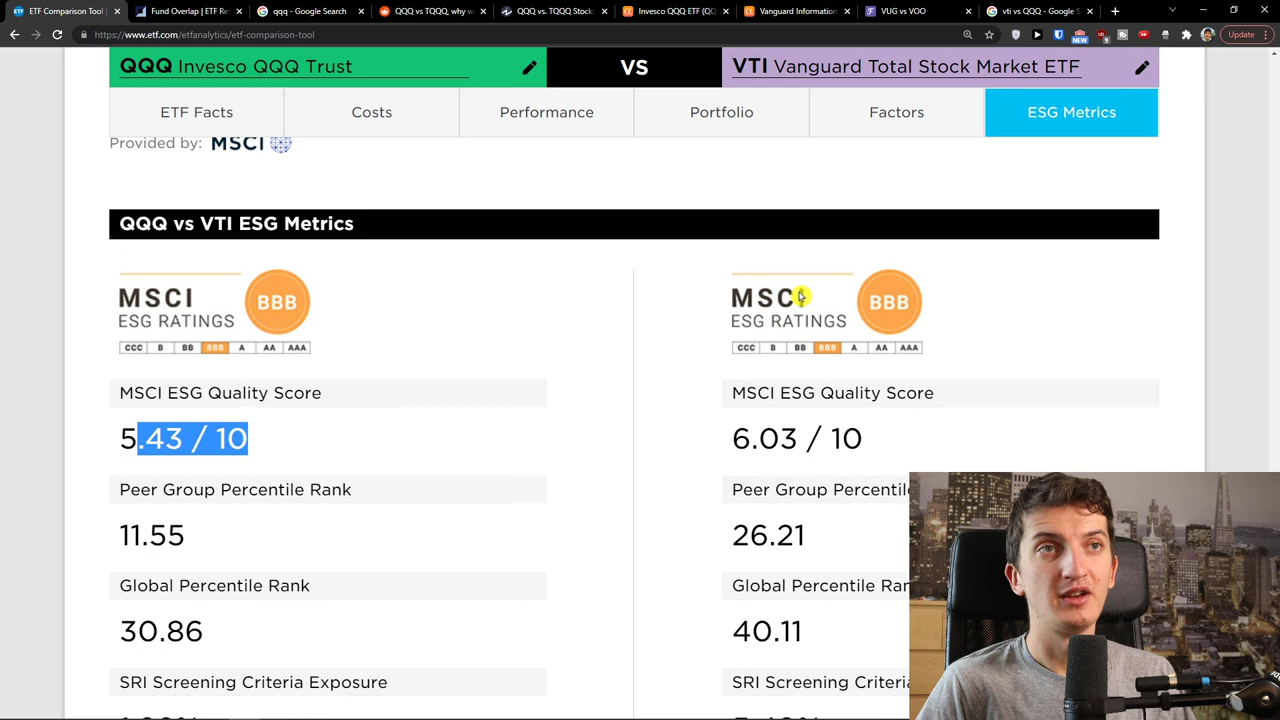 ETF Comparison Tool |
Fund Overlap | ETF Re
qqq - Google Search
QQQ vs TQQQ, why w
QQQ vs. TQQQ Stock
Invesco QQQ ETF (QQ
Vanguard Information
VUG vs VOO
vti vs QQQ - Google S
https://www.etf.com/etfanalytics/etf-comparison-tool
NEW
9
Update
QQQ Invesco QQQ Trust
VS
VTI Vanguard Total Stock Market ETF
ETF Facts
Costs
Performance
Portfolio
Factors
ESG Metrics
Provided by: MSCI
QQQ vs VTI ESG Metrics
MSCI
ESG RATINGS
BBB
CCC B BB BBB A AA AAA
MSCI
ESG RATINGS
BBB
CCC B BB BBB A AA AAA
MSCI ESG Quality Score
MSCI ESG Quality Score
5.43 / 10
6.03 / 10
Peer Group Percentile Rank
Peer Group Percentil
11.55
26.21
Global Percentile Rank
Global Percentile Ran
30.86
40.11
SRI Screening Criteria Exposure
SRI Screening Criteria